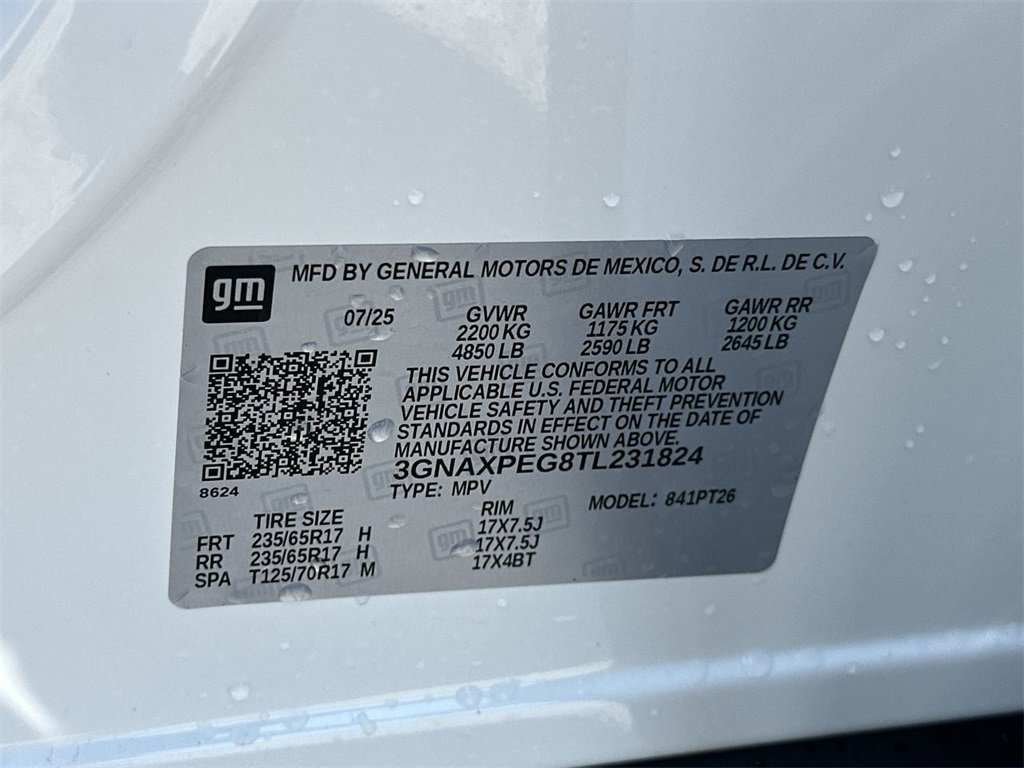 gm
MFD BY GENERAL MOTORS DE MEXICO, S. DE R.L. DE C.V.
07/25 GVWR GAWR FRT GAWR RR
2200 KG 1175 KG 1200 KG
4850 LB 2590 LB 2645 LB
THIS VEHICLE CONFORMS TO ALL
APPLICABLE U.S. FEDERAL MOTOR
VEHICLE SAFETY AND THEFT PREVENTION
STANDARDS IN EFFECT ON THE DATE OF
MANUFACTURE SHOWN ABOVE.
3GNAXPEG8TL231824
8624
TYPE: MPV MODEL: 841PT26
TIRE SIZE RIM
FRT 235/65R17 H 17X7.5J
RR 235/65R17 H 17X7.5J
SPA T125/70R17 M 17X4BT